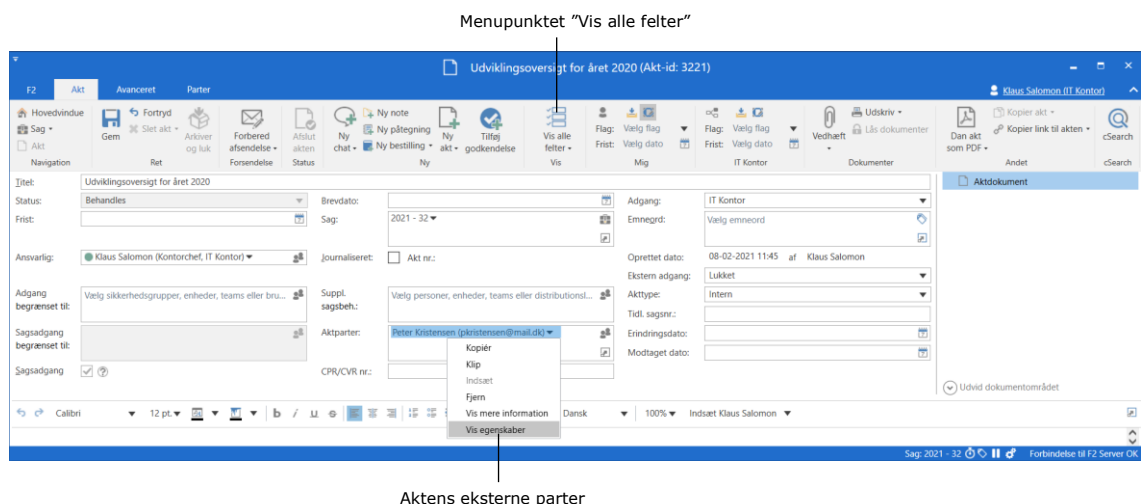 Menupunktet ”Vis alle felter”
Udviklingsoversigt for året 2020 (Akt-id: 3221)
F2 Akt Avanceret Parter Klaus Salomon (IT Kontor)
Hovedvindue
Sag
Akt
Navigation
Gem
Fortryd
Slet akt
Arkiver og luk
Ret
Forbered afsendelse
Forsendelse
Afslut akten
Status
Ny chat
Ny note
Ny påtegning
Ny bestilling
Ny akt
Tilføj godkendelse
Ny
Vis alle felter
Vis
Flag: Vælg flag
Frist: Vælg dato
Mig
Flag: Vælg flag
Frist: Vælg dato
IT Kontor
Vedhæft
Udskriv
Lås dokumenter
Dokumenter
Dan akt som PDF
Kopier akt
Kopier link til akten
Andet
cSearch
cSearch
Titel: Udviklingsoversigt for året 2020
Status: Behandles
Frist:
Ansvarlig: Klaus Salomon (Kontorchef, IT Kontor)
Adgang begrænset til: Vælg sikkerhedsgrupper, enheder, teams eller bru...
Sagsadgang begrænset til:
Sagsadgang
Brevdato:
Sag: 2021 - 32
Journaliseret: Akt nr.:
Suppl. sagsbeh.: Vælg personer, enheder, teams eller distributionsl...
Aktparter: Peter Kristensen (pkristensen@mail.dk)
CPR/CVR nr.:
Kopiér
Klip
Indsæt
Fjern
Vis mere information
Vis egenskaber
Adgang: IT Kontor
Emneord: Vælg emneord
Oprettet dato: 08-02-2021 11:45 af Klaus Salomon
Ekstern adgang: Lukket
Akttype: Intern
Tidl. sagsnr.:
Erindringsdato:
Modtaget dato:
Aktdokument
Udvid dokumentområdet
Calibri 12 pt. b i u Dansk 100% Indsæt Klaus Salomon
Sag: 2021 - 32 Forbindelse til F2 Server OK
Aktens eksterne parter